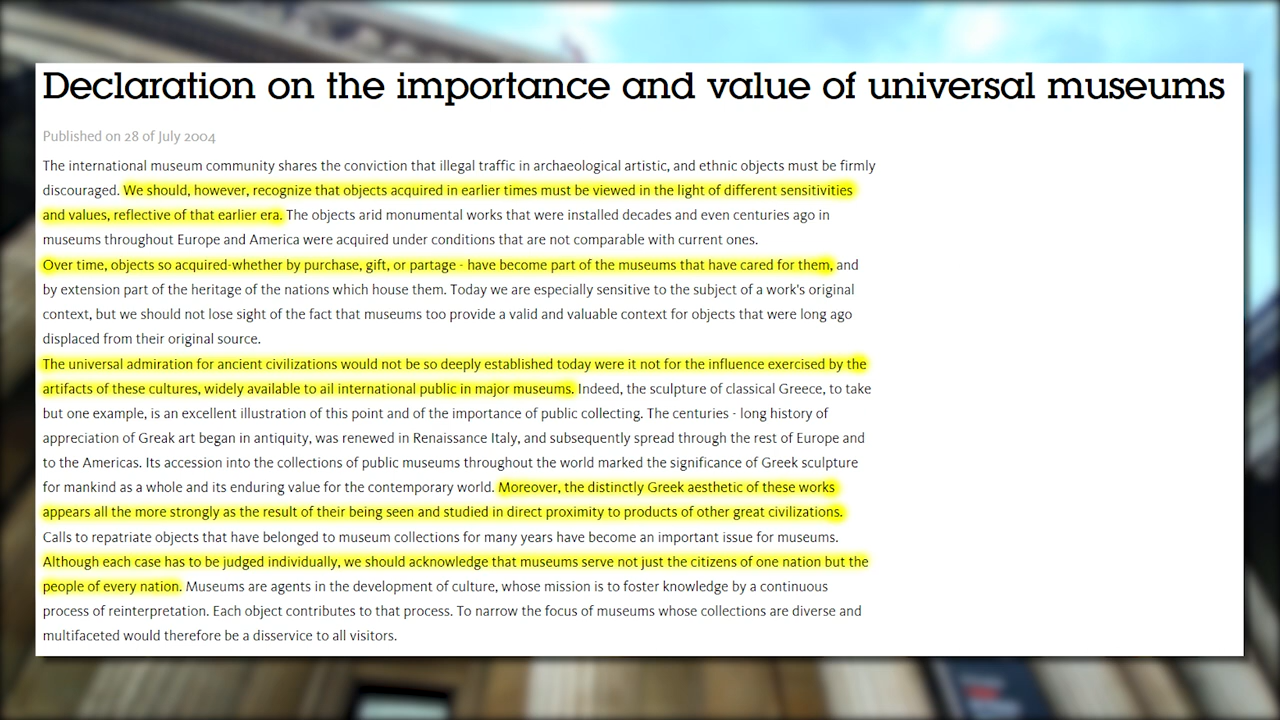 Declaration on the importance and value of universal museums
Published on 28 of July 2004
The international museum community shares the conviction that illegal traffic in archaeological artistic, and ethnic objects must be firmly
discouraged. We should, however, recognize that objects acquired in earlier times must be viewed in the light of different sensitivities
and values, reflective of that earlier era. The objects arid monumental works that were installed decades and even centuries ago in
museums throughout Europe and America were acquired under conditions that are not comparable with current ones.
Over time, objects so acquired-whether by purchase, gift, or partage - have become part of the museums that have cared for them, and
by extension part of the heritage of the nations which house them. Today we are especially sensitive to the subject of a work's original
context, but we should not lose sight of the fact that museums too provide a valid and valuable context for objects that were long ago
displaced from their original source.
The universal admiration for ancient civilizations would not be so deeply established today were it not for the influence exercised by the
artifacts of these cultures, widely available to ail international public in major museums. Indeed, the sculpture of classical Greece, to take
but one example, is an excellent illustration of this point and of the importance of public collecting. The centuries - long history of
appreciation of Greak art began in antiquity, was renewed in Renaissance Italy, and subsequently spread through the rest of Europe and
to the Americas. Its accession into the collections of public museums throughout the world marked the significance of Greek sculpture
for mankind as a whole and its enduring value for the contemporary world. Moreover, the distinctly Greek aesthetic of these works
appears all the more strongly as the result of their being seen and studied in direct proximity to products of other great civilizations.
Calls to repatriate objects that have belonged to museum collections for many years have become an important issue for museums.
Although each case has to be judged individually, we should acknowledge that museums serve not just the citizens of one nation but the
people of every nation. Museums are agents in the development of culture, whose mission is to foster knowledge by a continuous
process of reinterpretation. Each object contributes to that process. To narrow the focus of museums whose collections are diverse and
multifaceted would therefore be a disservice to all visitors.